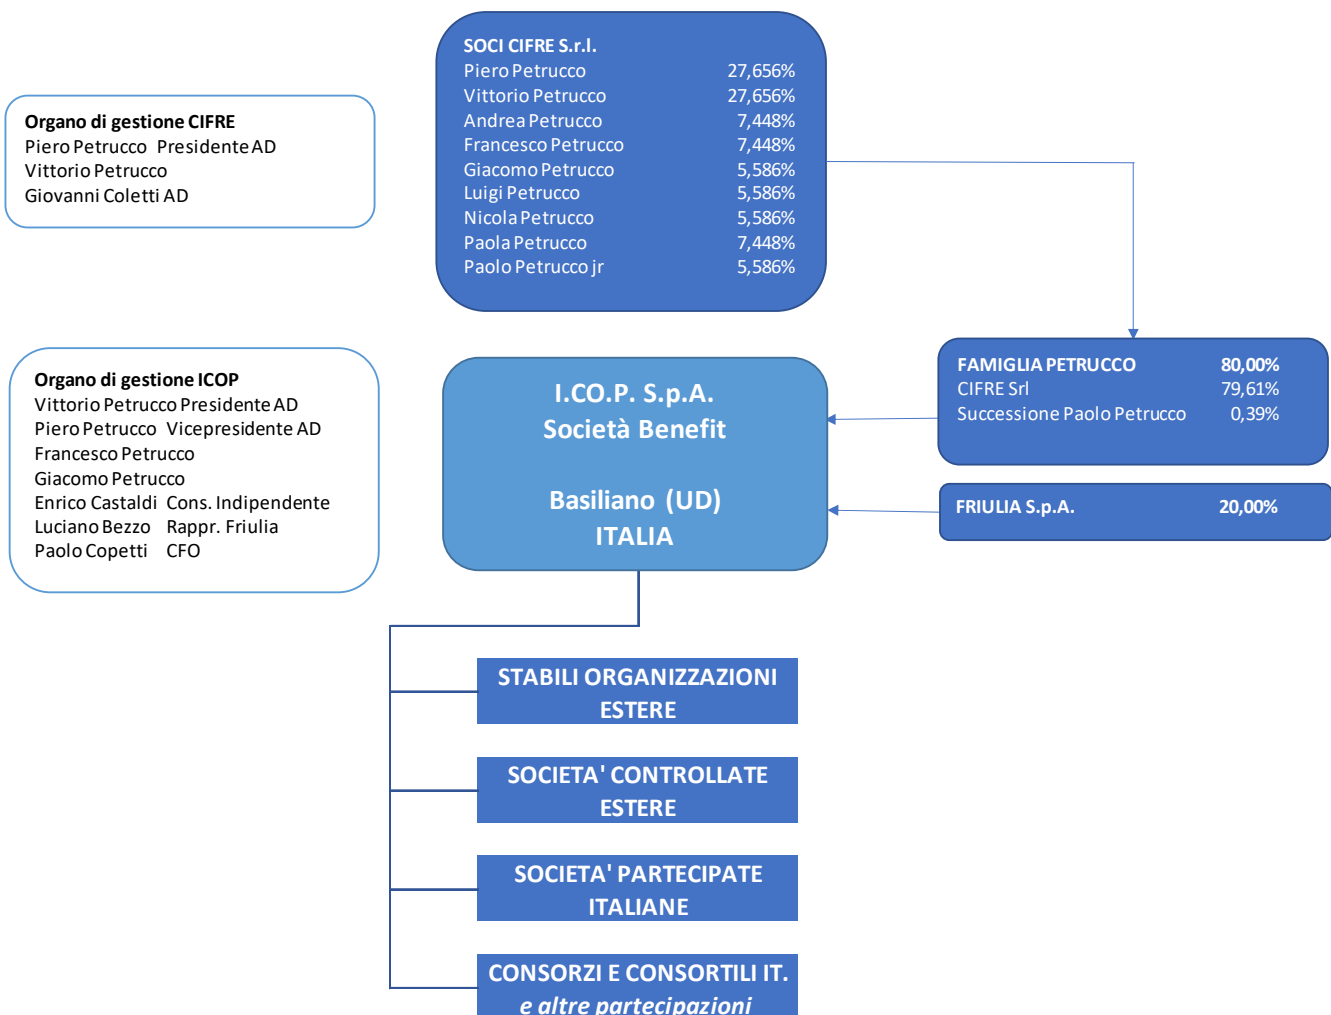 SOCI CIFRE S.r.l.
Piero Petrucco 27,656%
Vittorio Petrucco 27,656%
Andrea Petrucco 7,448%
Francesco Petrucco 7,448%
Giacomo Petrucco 5,586%
Luigi Petrucco 5,586%
Nicola Petrucco 5,586%
Paola Petrucco 7,448%
Paolo Petrucco jr 5,586%
Organo di gestione CIFRE
Piero Petrucco Presidente AD
Vittorio Petrucco
Giovanni Coletti AD
Organo di gestione ICOP
Vittorio Petrucco Presidente AD
Piero Petrucco Vicepresidente AD
Francesco Petrucco
Giacomo Petrucco
Enrico Castaldi Cons. Indipendente
Luciano Bezzo Rappr. Friulia
Paolo Copetti CFO
I.CO.P. S.p.A.
Società Benefit
Basiliano (UD)
ITALIA
FAMIGLIA PETRUCCO 80,00%
CIFRE Srl 79,61%
Successione Paolo Petrucco 0,39%
FRIULIA S.p.A. 20,00%
STABILI ORGANIZZAZIONI
ESTERE
SOCIETA' CONTROLLATE
ESTERE
SOCIETA' PARTECIPATE
ITALIANE
CONSORZI E CONSORTILI IT.
e altre partecipazioni